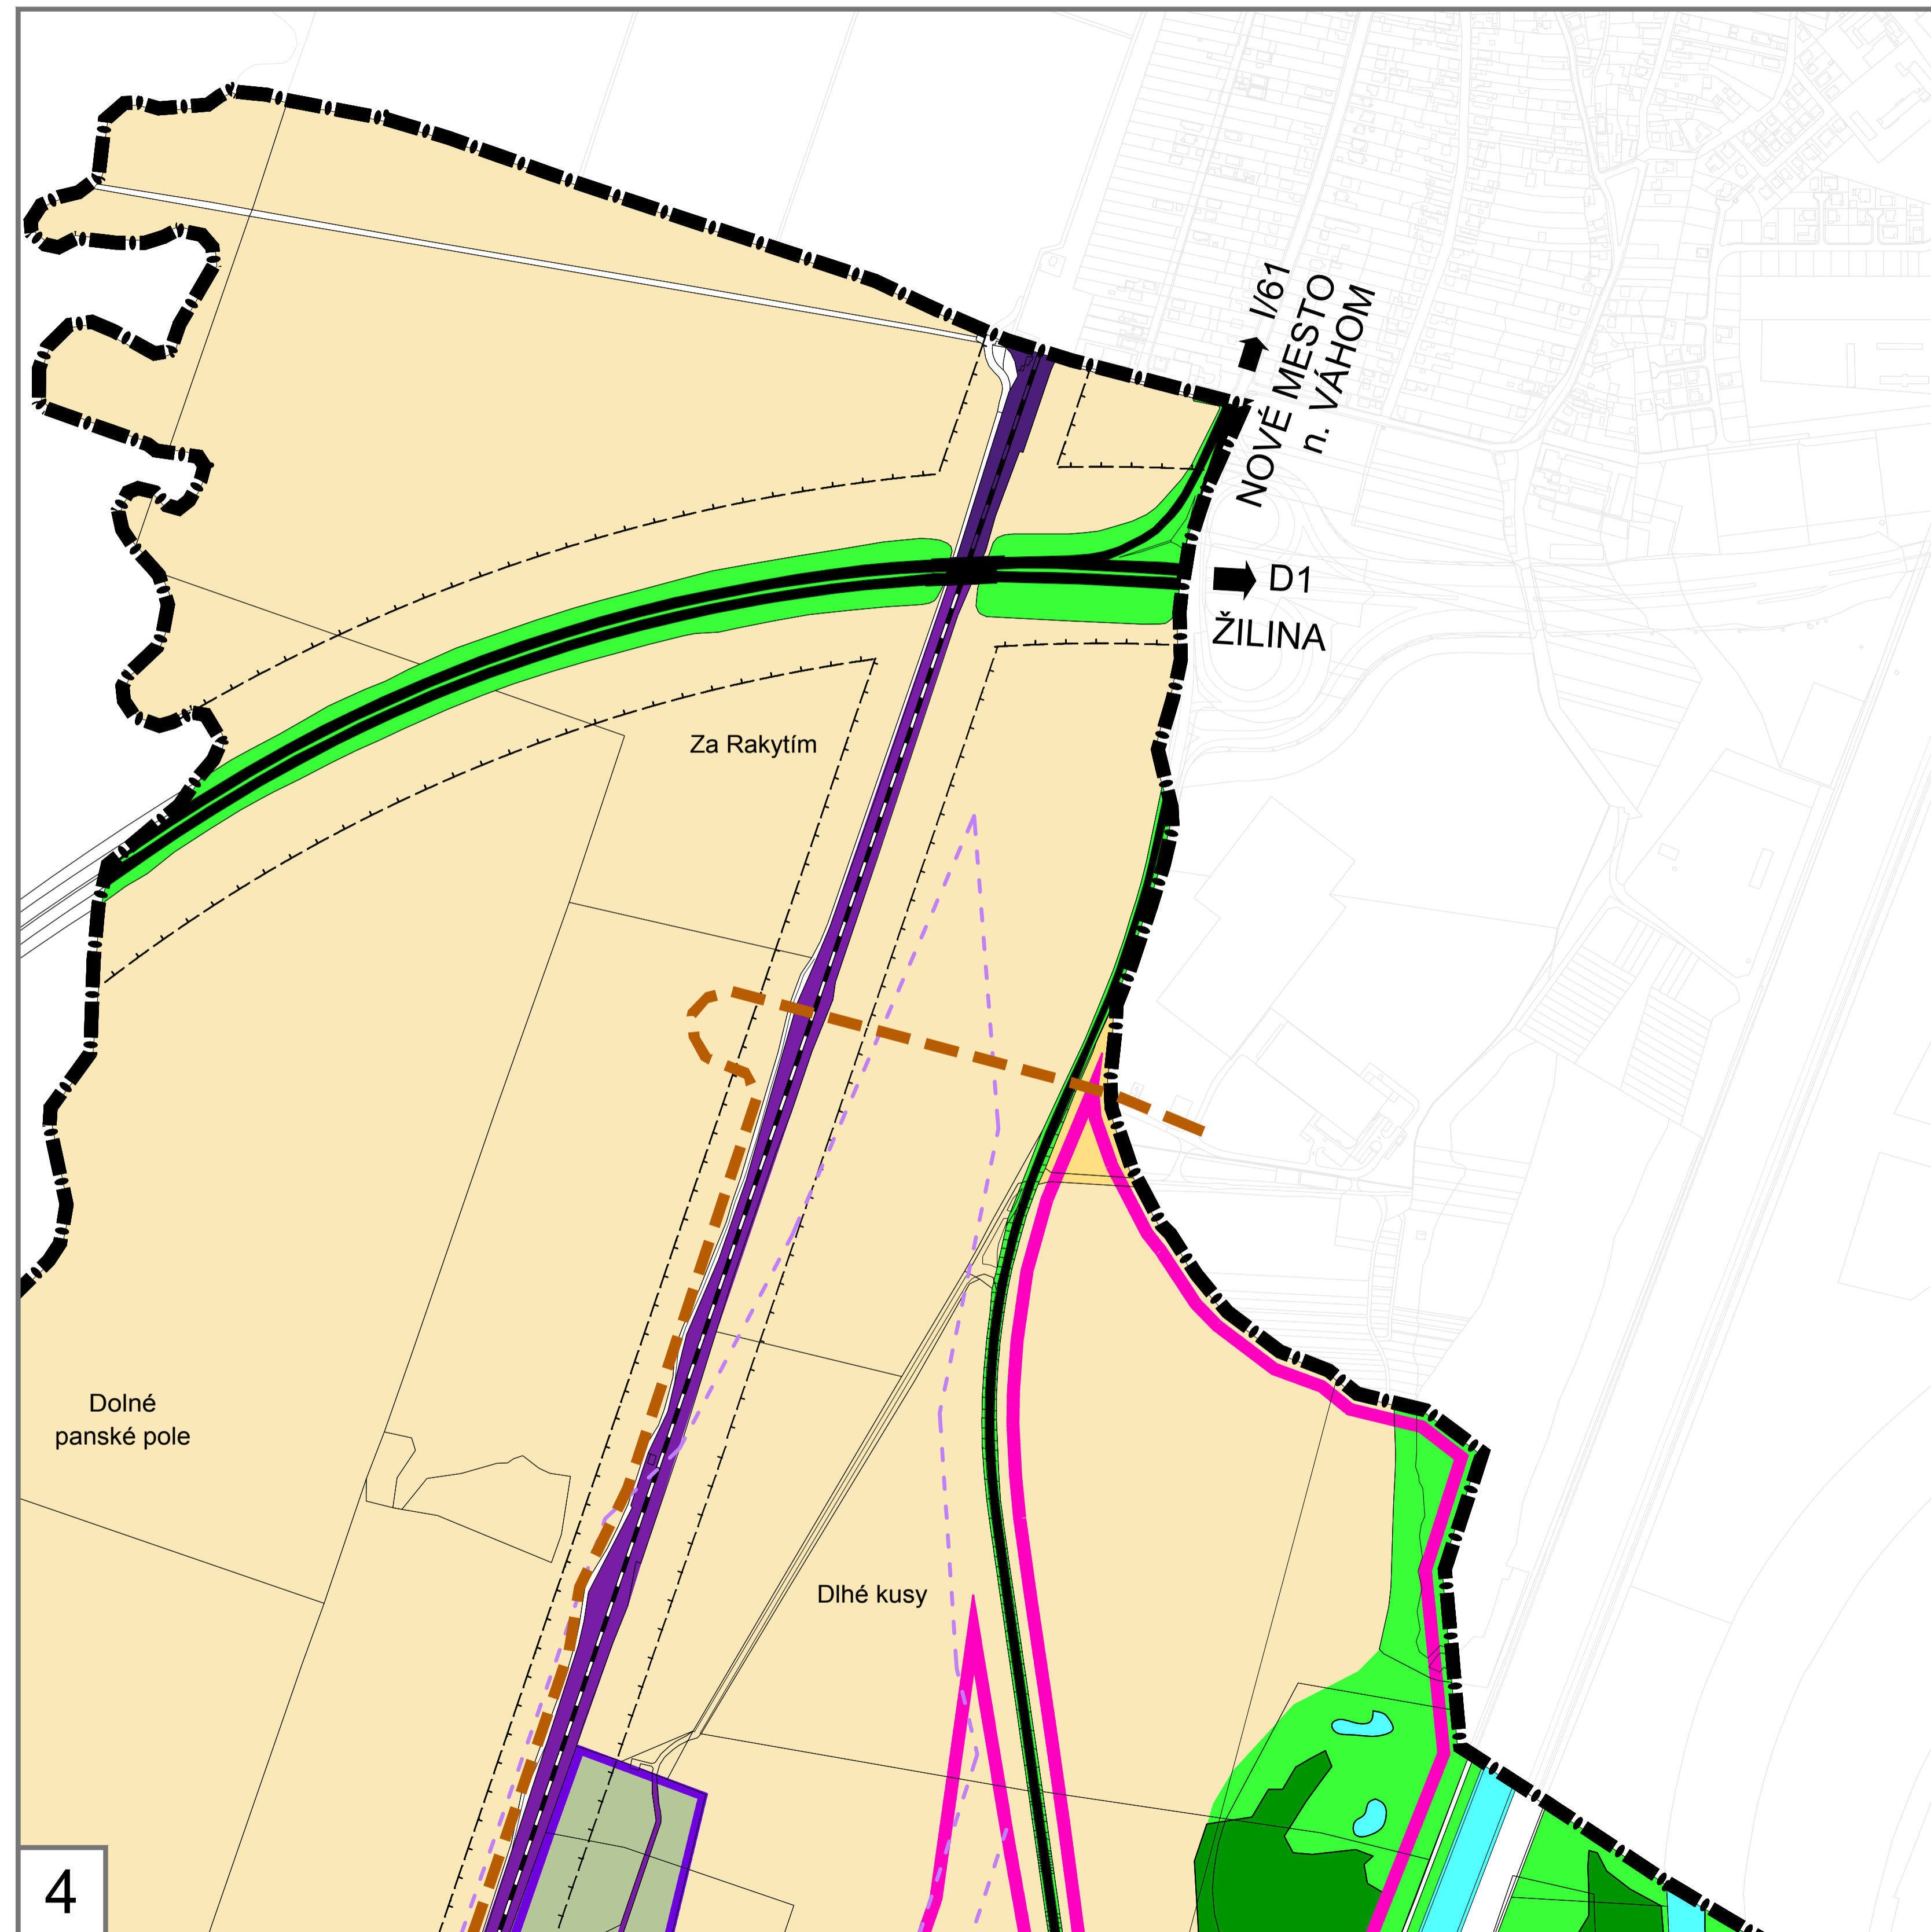 I/61
NOVÉ MESTO
n. VÁHOM
D1
ŽILINA
Za Rakytím
Dolné
panské pole
Dlhé kusy
4